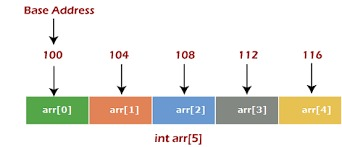 Base Address
100 104 108 112 116
arr[0] arr[1] arr[2] arr[3] arr[4]
int arr[5]